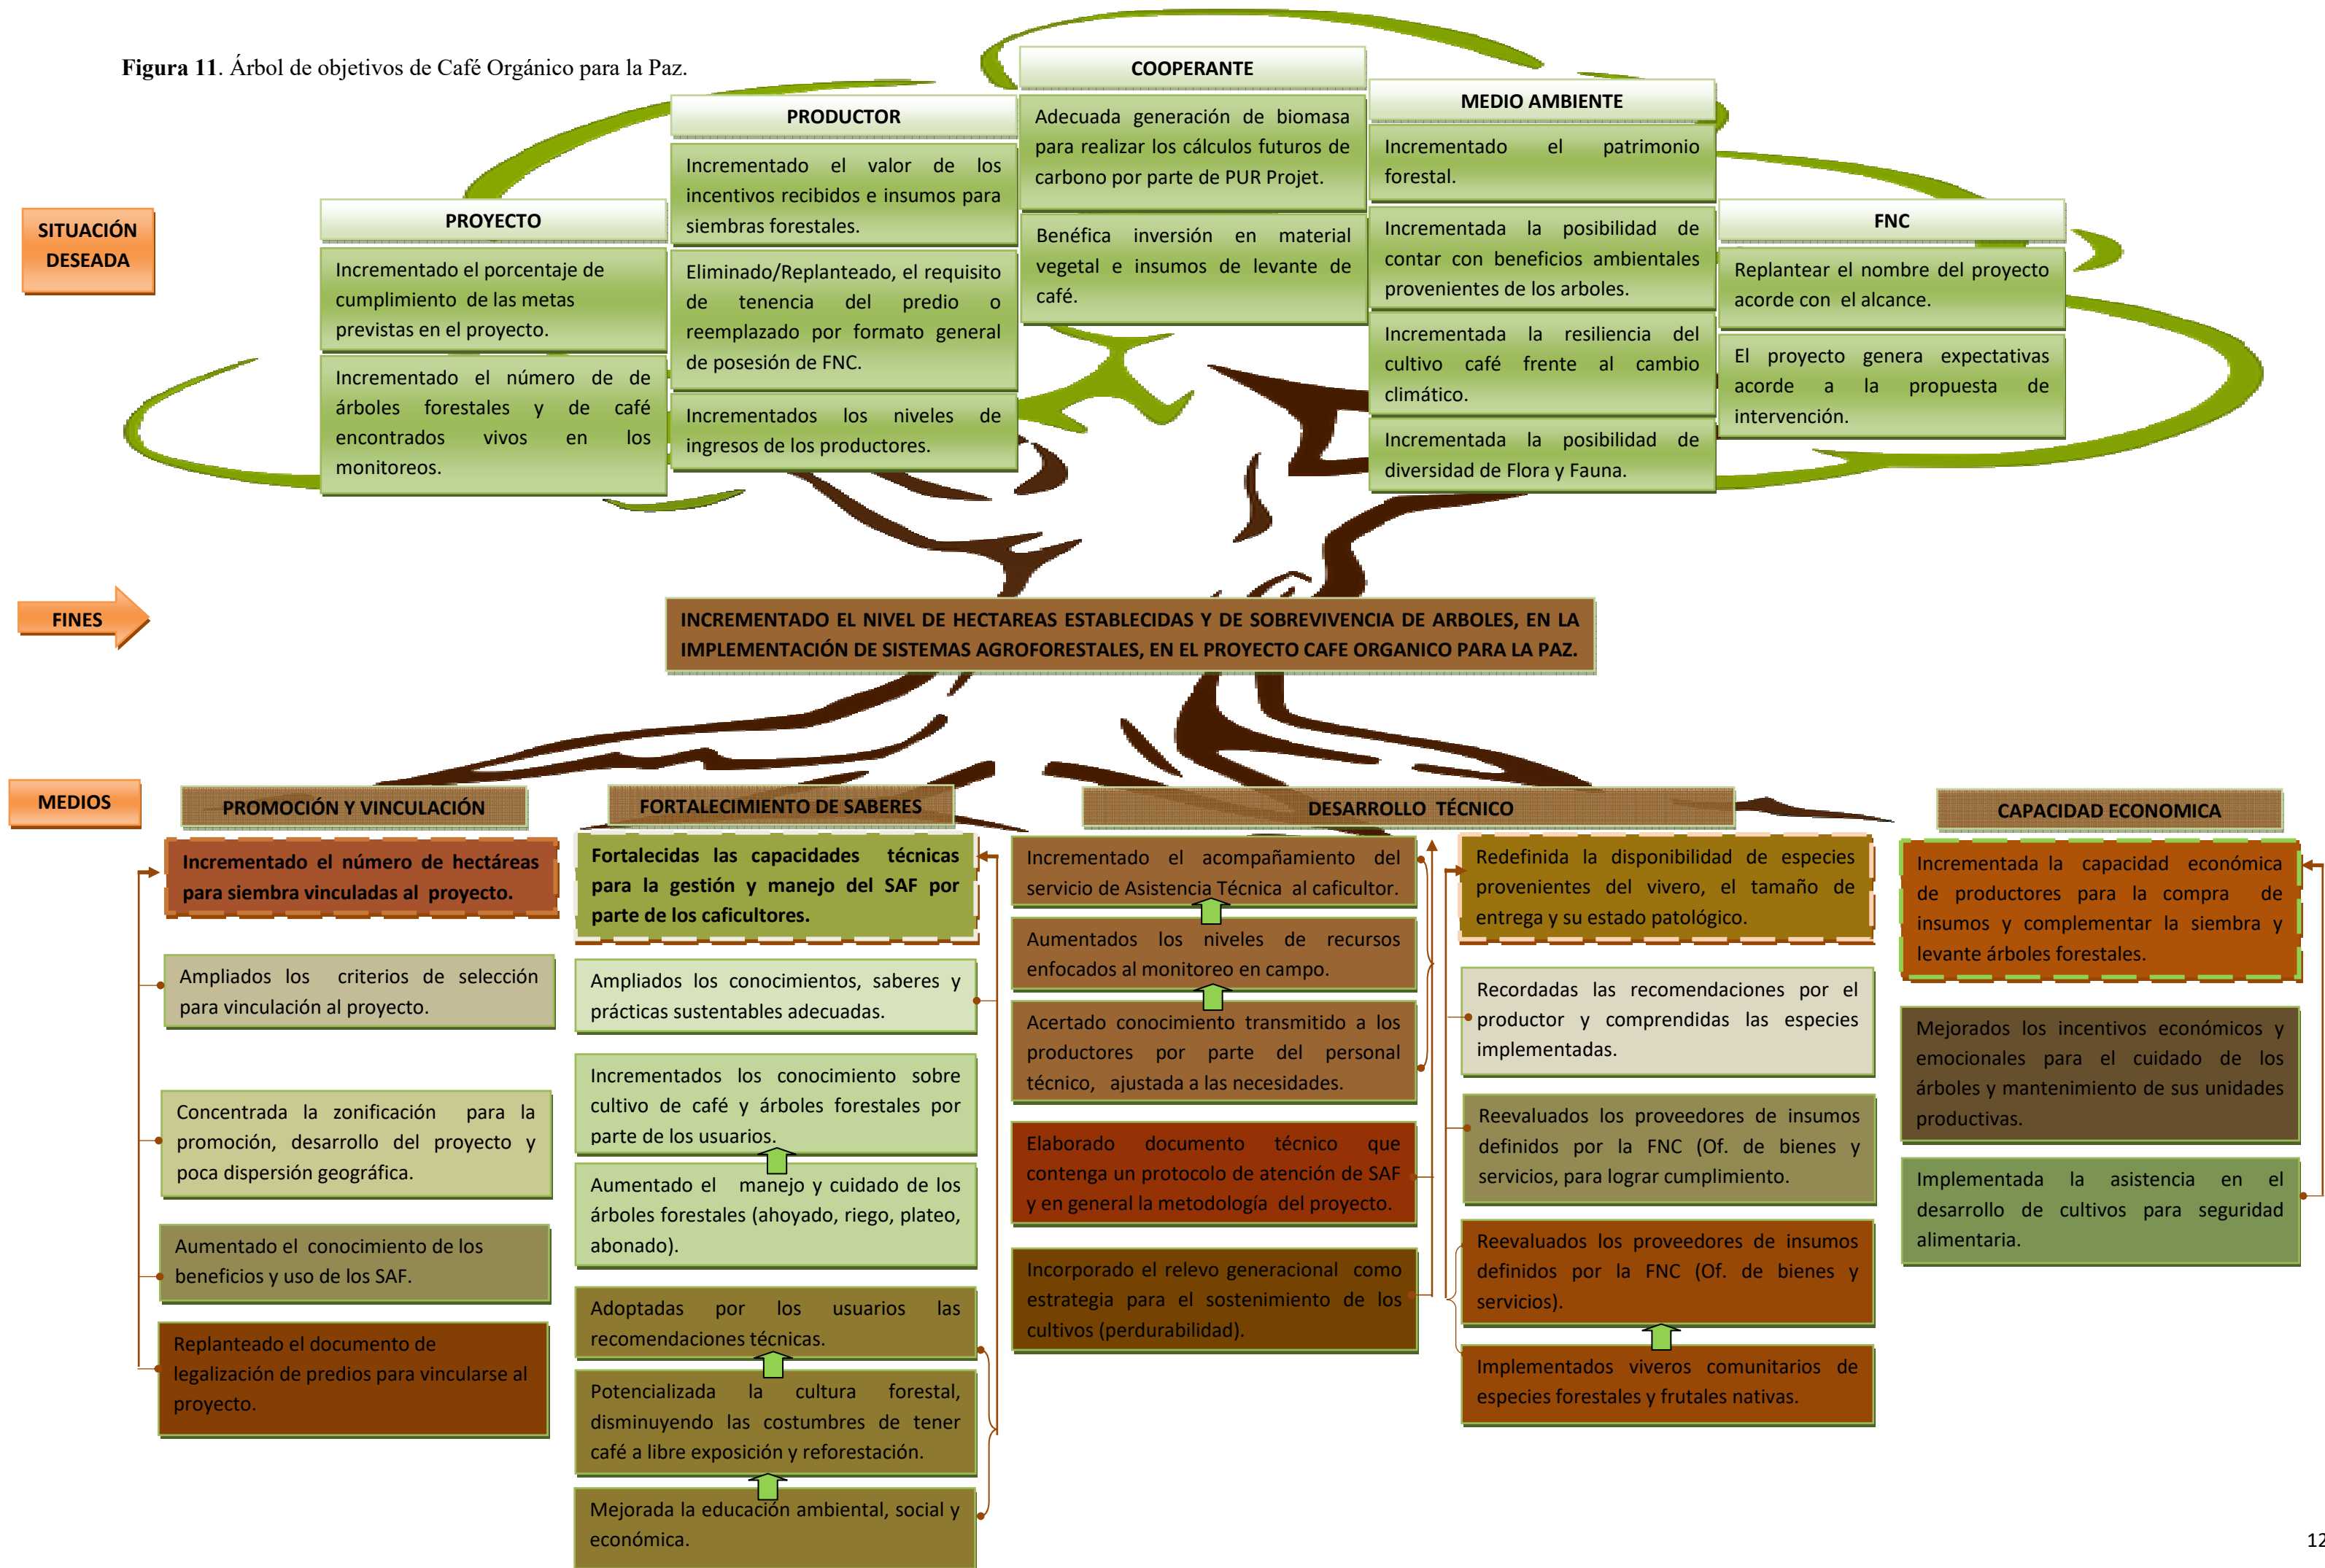 Figura 11. Árbol de objetivos de Café Orgánico para la Paz.
SITUACIÓN
DESEADA
PROYECTO
Incrementado el porcentaje de
cumplimiento de las metas
previstas en el proyecto.
Incrementado el número de de
árboles forestales y de café
encontrados vivos en los
monitoreos.
PRODUCTOR
Incrementado el valor de los
incentivos recibidos e insumos para
siembras forestales.
Eliminado/Replanteado, el requisito
de tenencia del predio o
reemplazado por formato general
de posesión de FNC.
Incrementados los niveles de
ingresos de los productores.
COOPERANTE
Adecuada generación de biomasa
para realizar los cálculos futuros de
carbono por parte de PUR Projet.
Benéfica inversión en material
vegetal e insumos de levante de
café.
MEDIO AMBIENTE
Incrementado el patrimonio
forestal.
Incrementada la posibilidad de
contar con beneficios ambientales
provenientes de los arboles.
Incrementada la resiliencia del
cultivo café frente al cambio
climático.
Incrementada la posibilidad de
diversidad de Flora y Fauna.
FNC
Replantear el nombre del proyecto
acorde con el alcance.
El proyecto genera expectativas
acorde a la propuesta de
intervención.
FINES
INCREMENTADO EL NIVEL DE HECTAREAS ESTABLECIDAS Y DE SOBREVIVENCIA DE ARBOLES, EN LA
IMPLEMENTACIÓN DE SISTEMAS AGROFORESTALES, EN EL PROYECTO CAFE ORGANICO PARA LA PAZ.
MEDIOS
PROMOCIÓN Y VINCULACIÓN
Incrementado el número de hectáreas
para siembra vinculadas al proyecto.
Ampliados los criterios de selección
para vinculación al proyecto.
Concentrada la zonificación para la
promoción, desarrollo del proyecto y
poca dispersión geográfica.
Aumentado el conocimiento de los
beneficios y uso de los SAF.
Replanteado el documento de
legalización de predios para vincularse al
proyecto.
FORTALECIMIENTO DE SABERES
Fortalecidas las capacidades técnicas
para la gestión y manejo del SAF por
parte de los caficultores.
Ampliados los conocimientos, saberes y
prácticas sustentables adecuadas.
Incrementados los conocimiento sobre
cultivo de café y árboles forestales por
parte de los usuarios.
Aumentado el manejo y cuidado de los
árboles forestales (ahoyado, riego, plateo,
abonado).
Adoptadas por los usuarios las
recomendaciones técnicas.
Potencializada la cultura forestal,
disminuyendo las costumbres de tener
café a libre exposición y reforestación.
Mejorada la educación ambiental, social y
económica.
DESARROLLO TÉCNICO
Incrementado el acompañamiento del
servicio de Asistencia Técnica al caficultor.
Aumentados los niveles de recursos
enfocados al monitoreo en campo.
Acertado conocimiento transmitido a los
productores por parte del personal
técnico, ajustada a las necesidades.
Elaborado documento técnico que
contenga un protocolo de atención de SAF
y en general la metodología del proyecto.
Incorporado el relevo generacional como
estrategia para el sostenimiento de los
cultivos (perdurabilidad).
Redefinida la disponibilidad de especies
provenientes del vivero, el tamaño de
entrega y su estado patológico.
Recordadas las recomendaciones por el
productor y comprendidas las especies
implementadas.
Reevaluados los proveedores de insumos
definidos por la FNC (Of. de bienes y
servicios, para lograr cumplimiento.
Reevaluados los proveedores de insumos
definidos por la FNC (Of. de bienes y
servicios).
Implementados viveros comunitarios de
especies forestales y frutales nativas.
CAPACIDAD ECONOMICA
Incrementada la capacidad económica
de productores para la compra de
insumos y complementar la siembra y
levante árboles forestales.
Mejorados los incentivos económicos y
emocionales para el cuidado de los
árboles y mantenimiento de sus unidades
productivas.
Implementada la asistencia en el
desarrollo de cultivos para seguridad
alimentaria.
12